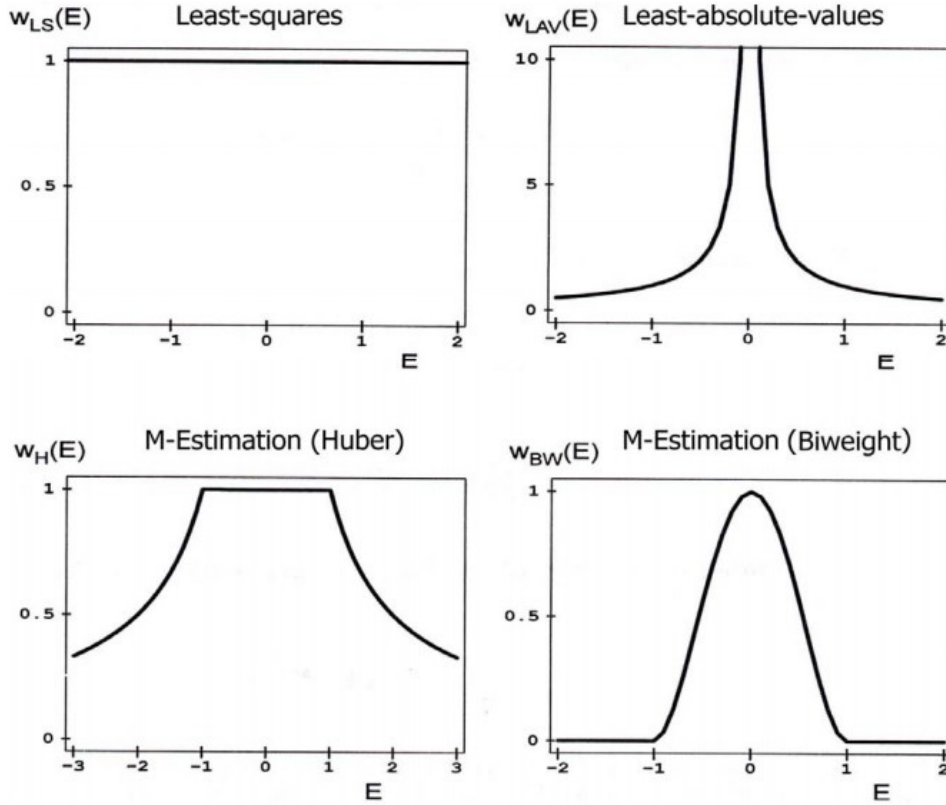 w_LS(E) Least-squares
1
0.5
0
-2 -1 0 1 2
E
w_LAV(E) Least-absolute-values
10
5
0
-2 -1 0 1 2
E
w_H(E) M-Estimation (Huber)
1
0.5
0
-3 -2 -1 0 1 2 3
E
w_BW(E) M-Estimation (Biweight)
1
0.5
0
-2 -1 0 1 2
E